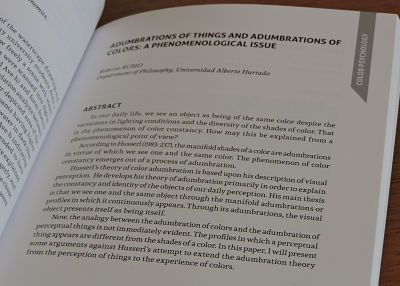 ADUMBRATIONS OF THINGS AND ADUMBRATIONS OF
COLORS: A PHENOMENOLOGICAL ISSUE
Roberto RUBIO
Department of Philosophy, Universidad Alberto Hurtado
COLOR PSYCHOLOGY
ABSTRACT
In our daily life, we see an object as being of the same color despite the
variations in lighting conditions and the diversity of the shades of color. That
is the phenomenon of color constancy. How may this be explained from a
phenomenological point of view?
According to Husserl (1983: 237), the manifold shades of a color are adumbrations
in virtue of which we see one and the same color. The phenomenon of color
constancy emerges out of a process of adumbration.
Husserl's theory of color adumbration is based upon his description of visual
perception. He develops his theory of adumbration primarily in order to explain
the constancy and identity of the objects of our daily perception. His main thesis
is that we see one and the same object through the manifold adumbrations or
profiles in which it continuously appears. Through its adumbrations, the visual
object presents itself as being itself.
Now, the analogy between the adumbration of colors and the adumbration of
perceptual things is not immediately evident. The profiles in which a perceptual
thing appears are different from the shades of a color. In this paper, I will present
some arguments against Husserl's attempt to extend the adumbration theory
from the perception of things to the experience of colors.